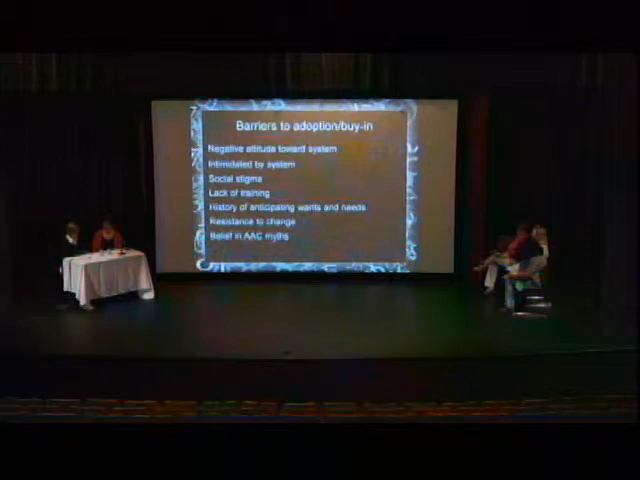 Barriers to adoption/buy-in
Negative attitude toward system
Intimidated by system
Social stigma
Lack of training
History of anticipating wants and needs
Resistance to change
Belief in AAC myths